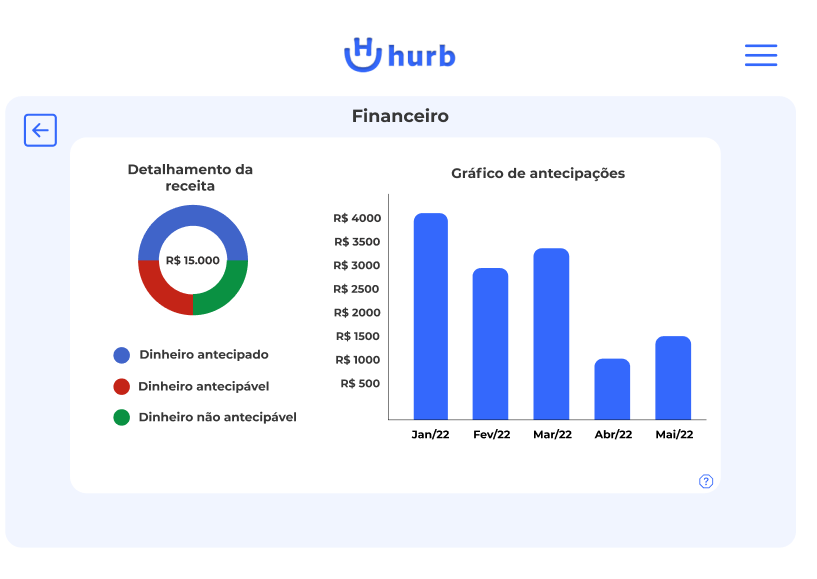 hurb
Financeiro
Detalhamento da
receita
R$ 15.000
Dinheiro antecipado
Dinheiro antecipável
Dinheiro não antecipável
Gráfico de antecipações
R$ 4000
R$ 3500
R$ 3000
R$ 2500
R$ 2000
R$ 1500
R$ 1000
R$ 500
Jan/22 Fev/22 Mar/22 Abr/22 Mai/22
?